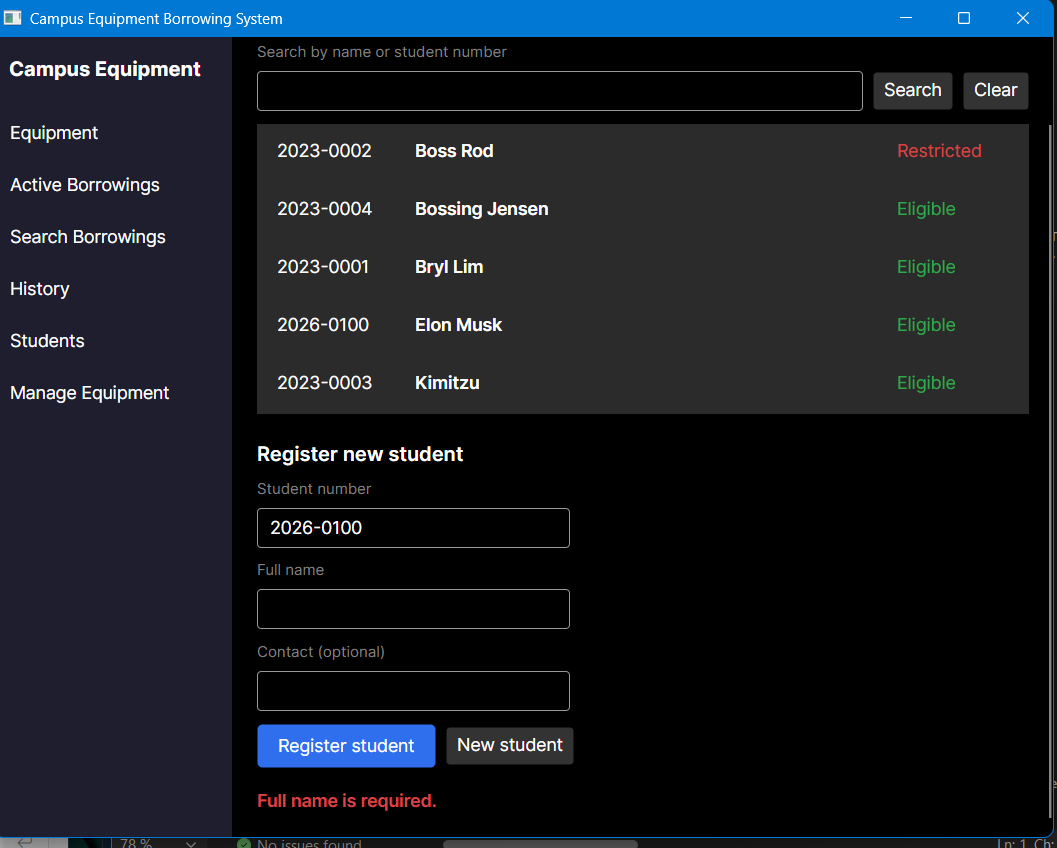 Campus Equipment Borrowing System
Campus Equipment
Equipment
Active Borrowings
Search Borrowings
History
Students
Manage Equipment
Search by name or student number
Search Clear
2023-0002 Boss Rod Restricted
2023-0004 Bossing Jensen Eligible
2023-0001 Bryl Lim Eligible
2026-0100 Elon Musk Eligible
2023-0003 Kimitzu Eligible
Register new student
Student number
2026-0100
Full name
Contact (optional)
Register student New student
Full name is required.
78 % No issues found Ln: 1 Ch: